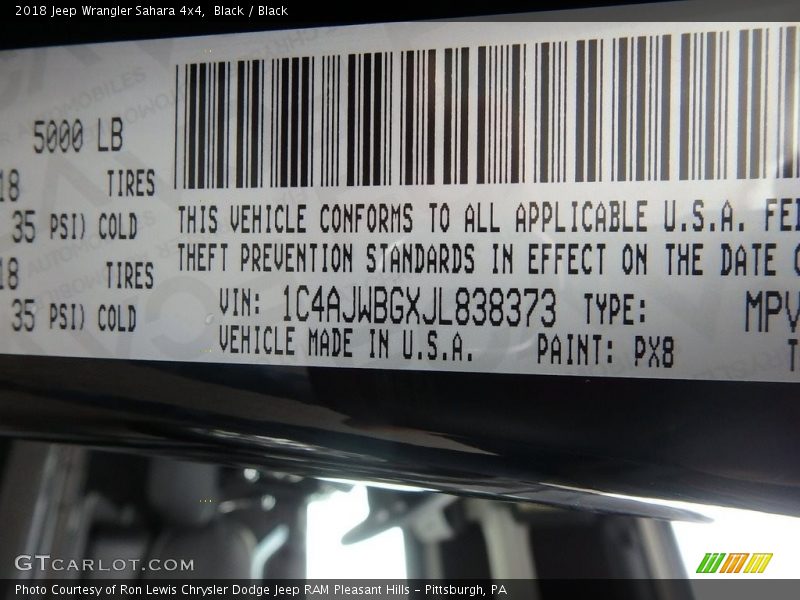 2018 Jeep Wrangler Sahara 4x4, Black / Black
5000 LB
18 TIRES
35 PSI) COLD
18 TIRES
35 PSI) COLD
THIS VEHICLE CONFORMS TO ALL APPLICABLE U.S.A.
THEFT PREVENTION STANDARDS IN EFFECT ON THE DATE
VIN: 1C4AJWBGXJL838373 TYPE: MPV
VEHICLE MADE IN U.S.A. PAINT: PX8
GTCARLOT.COM
Photo Courtesy of Ron Lewis Chrysler Dodge Jeep RAM Pleasant Hills – Pittsburgh, PA